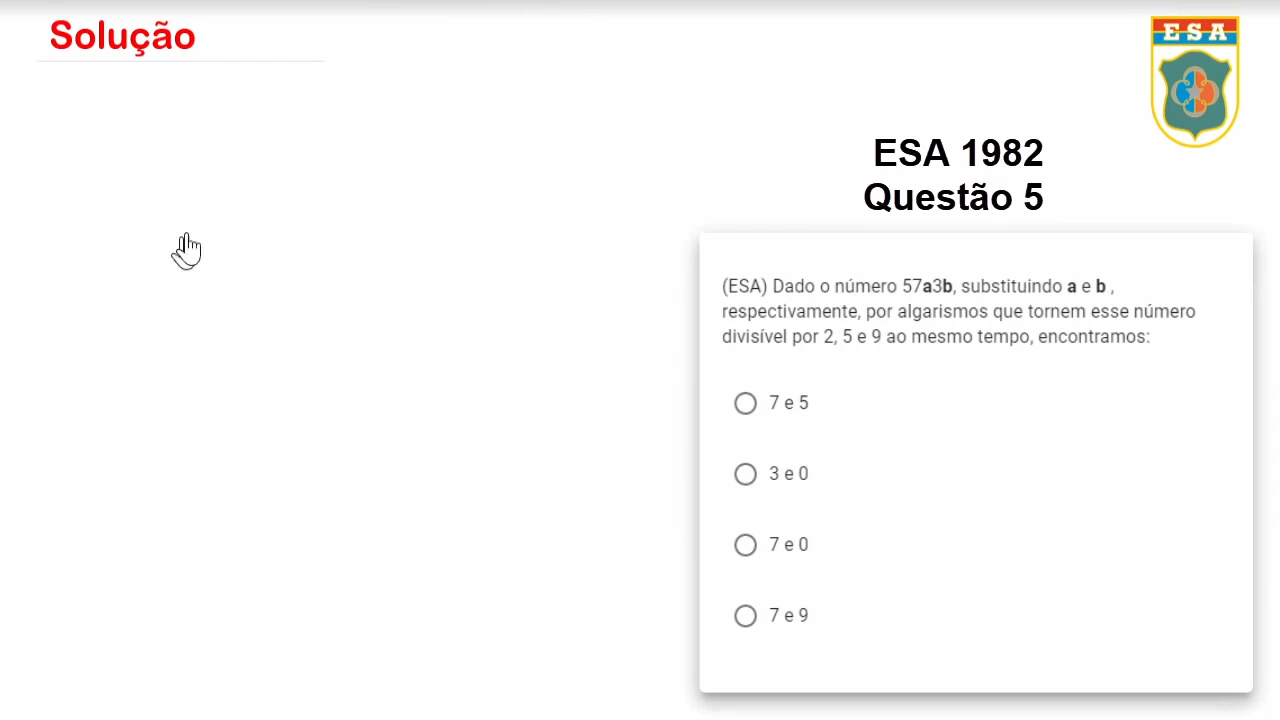 Solução
ESA
ESA 1982
Questão 5
(ESA) Dado o número 57a3b, substituindo a e b ,
respectivamente, por algarismos que tornem esse número
divisível por 2, 5 e 9 ao mesmo tempo, encontramos:
7 e 5
3 e 0
7 e 0
7 e 9